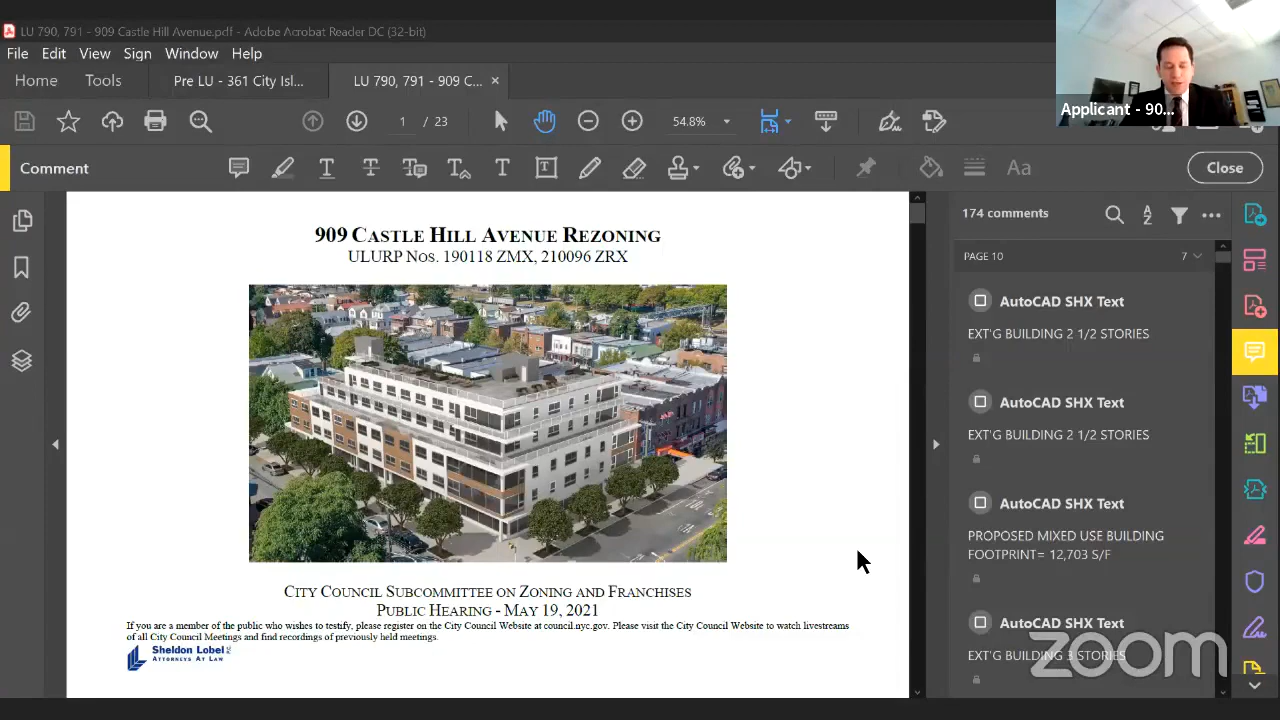 LU 790, 791 - 909 Castle Hill Avenue.pdf - Adobe Acrobat Reader DC (32-bit)
File Edit View Window Help
Home Tools Pre LU - 361 City Isl... LU 790, 791 - 909 C... ×
1 / 23 54.8%
Applicant - 90...
Comment
Aa
Close
909 CASTLE HILL AVENUE REZONING
ULURP NOS. 190118 ZMX, 210096 ZRX
CITY COUNCIL SUBCOMMITTEE ON ZONING AND FRANCHISES
PUBLIC HEARING - MAY 19, 2021
If you are a member of the public who wishes to testify, please register on the City Council Website at council.nyc.gov. Please visit the City Council Website to watch livestreams
of all City Council Meetings and find recordings of previously held meetings.
Sheldon Lobel P.C.
ATTORNEYS AT LAW
174 comments
PAGE 10 7
AutoCAD SHX Text
EXT'G BUILDING 2 1/2 STORIES
AutoCAD SHX Text
EXT'G BUILDING 2 1/2 STORIES
AutoCAD SHX Text
PROPOSED MIXED USE BUILDING
FOOTPRINT= 12,703 S/F
AutoCAD SHX Text
EXT'G BUILDING 3 STORIES
zoom